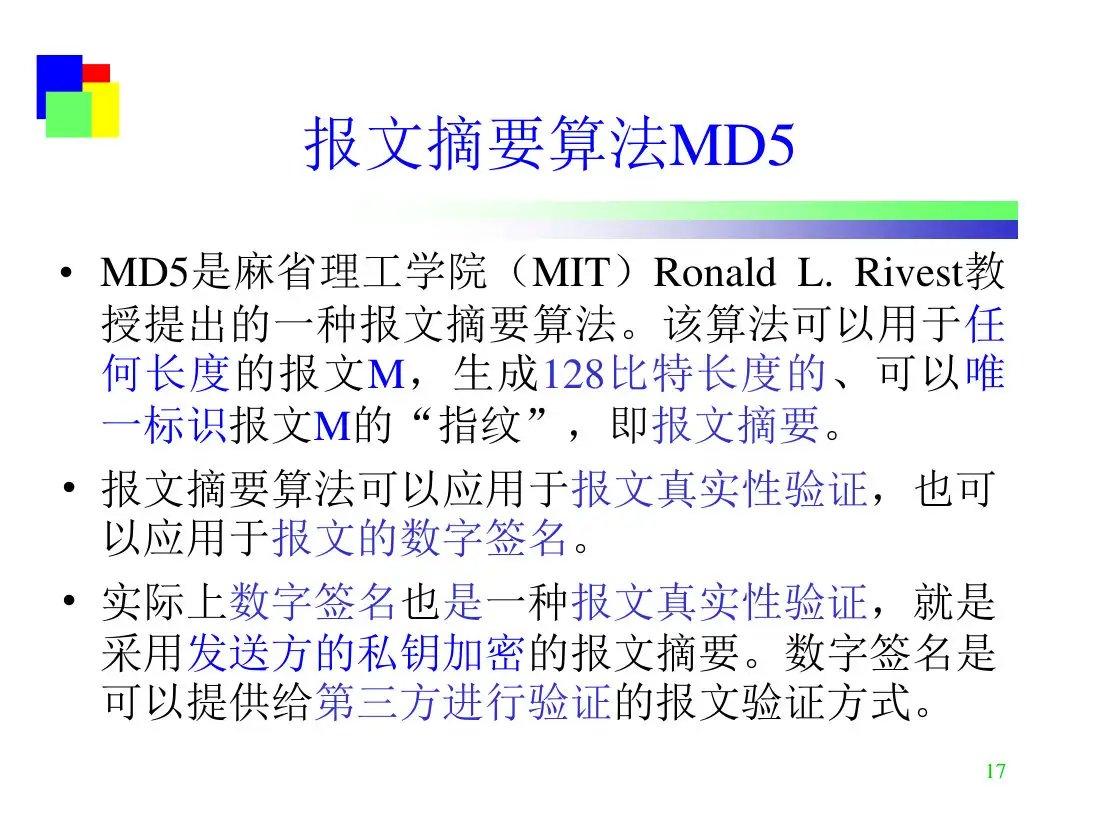 报文摘要算法MD5
• MD5是麻省理工学院（MIT）Ronald L. Rivest教
授提出的一种报文摘要算法。该算法可以用于任
何长度的报文M，生成128比特长度的、可以唯
一标识报文M的“指纹”，即报文摘要。
• 报文摘要算法可以应用于报文真实性验证，也可
以应用于报文的数字签名。
• 实际上数字签名也是一种报文真实性验证，就是
采用发送方的私钥加密的报文摘要。数字签名是
可以提供给第三方进行验证的报文验证方式。
17